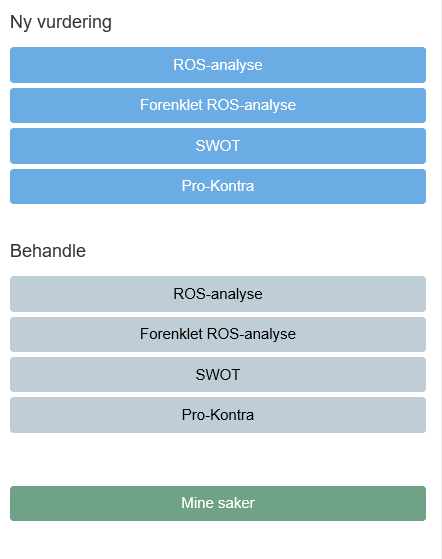 Ny vurdering
ROS-analyse
Forenklet ROS-analyse
SWOT
Pro-Kontra
Behandle
ROS-analyse
Forenklet ROS-analyse
SWOT
Pro-Kontra
Mine saker